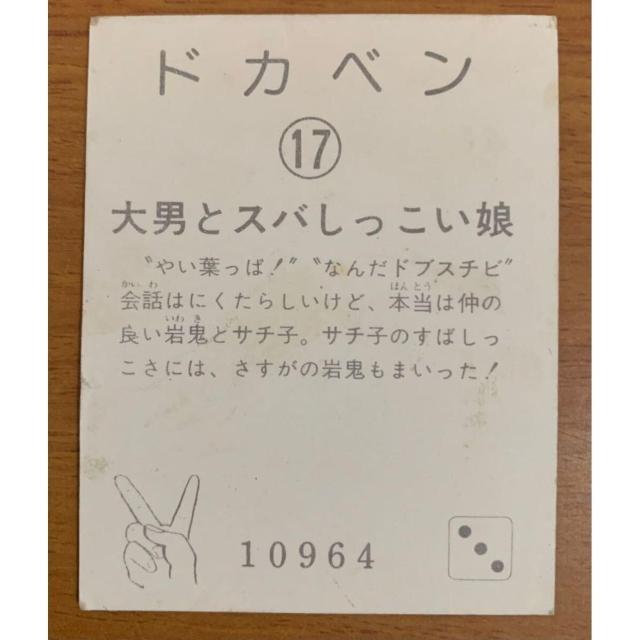 ドカベン
⑰
大男とスバしっこい娘
〝やい葉っぱ！〞〝なんだドブスチビ〞
会話はにくたらしいけど、本当は仲の
良い岩鬼とサチ子。サチ子のすばしっ
こさには、さすがの岩鬼もまいった！
10964